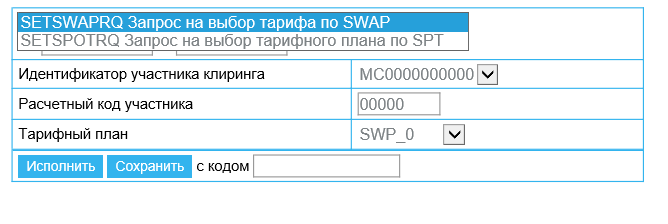 SETSWAPRQ Запрос на выбор тарифа по SWAP
SETSPOTRQ Запрос на выбор тарифного плана по SPT
Идентификатор участника клиринга MC0000000000
Расчетный код участника 00000
Тарифный план SWP_0
Исполнить Сохранить с кодом